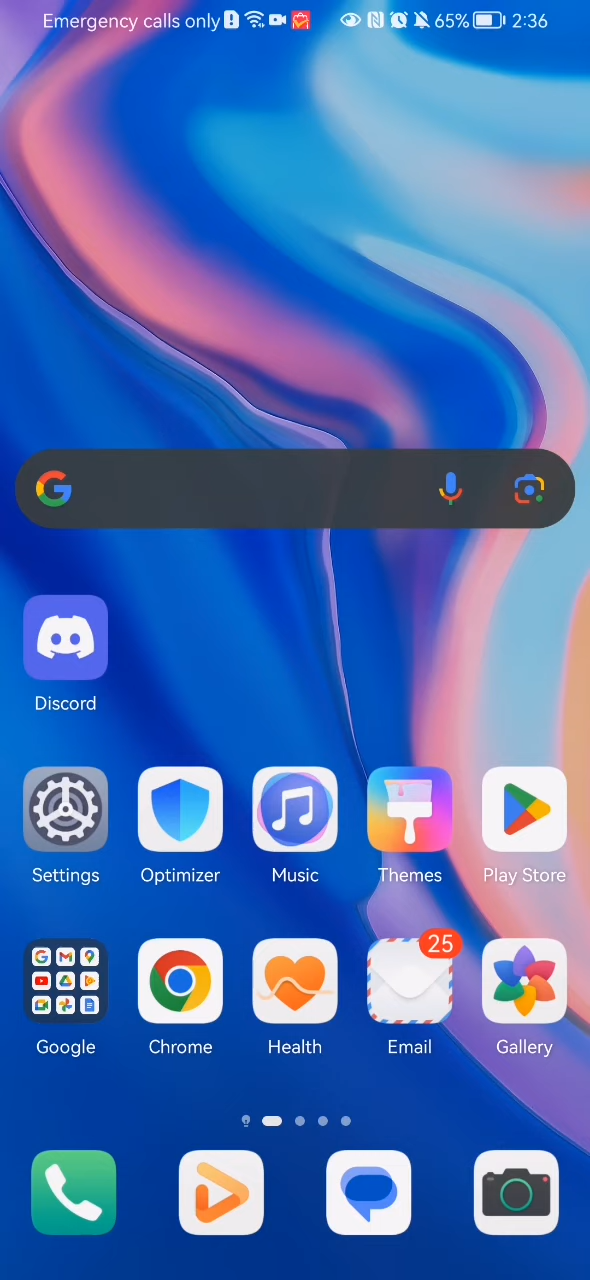 Emergency calls only 65% 2:36
Discord
Settings Optimizer Music Themes Play Store
25
Google Chrome Health Email Gallery